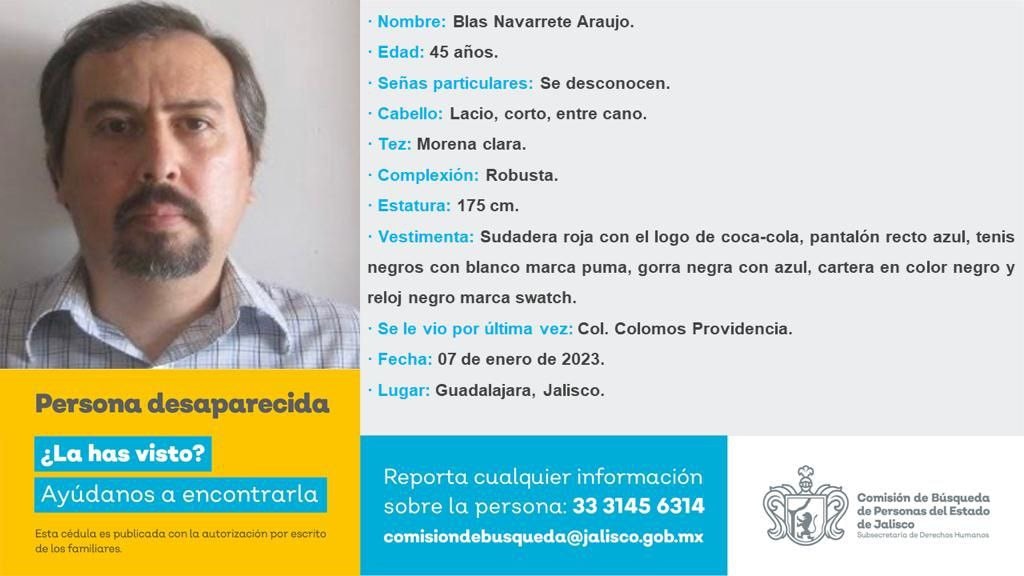 · Nombre: Blas Navarrete Araujo.
· Edad: 45 años.
· Señas particulares: Se desconocen.
· Cabello: Lacio, corto, entre cano.
· Tez: Morena clara.
· Complexión: Robusta.
· Estatura: 175 cm.
· Vestimenta: Sudadera roja con el logo de coca-cola, pantalón recto azul, tenis
negros con blanco marca puma, gorra negra con azul, cartera en color negro y
reloj negro marca swatch.
· Se le vio por última vez: Col. Colomos Providencia.
· Fecha: 07 de enero de 2023.
· Lugar: Guadalajara, Jalisco.
Persona desaparecida
¿La has visto?
Ayúdanos a encontrarla
Esta cédula es publicada con la autorización por escrito
de los familiares.
Reporta cualquier información
sobre la persona: 33 3145 6314
comisiondebusqueda@jalisco.gob.mx
Comisión de Búsqueda
de Personas del Estado
de Jalisco
Subsecretaría de Derechos Humanos